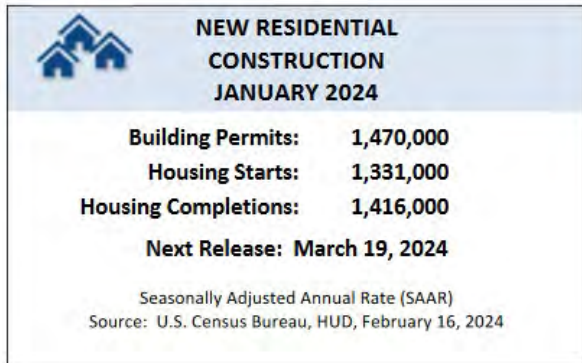 NEW RESIDENTIAL
CONSTRUCTION
JANUARY 2024
Building Permits: 1,470,000
Housing Starts: 1,331,000
Housing Completions: 1,416,000
Next Release: March 19, 2024
Seasonally Adjusted Annual Rate (SAAR)
Source: U.S. Census Bureau, HUD, February 16, 2024